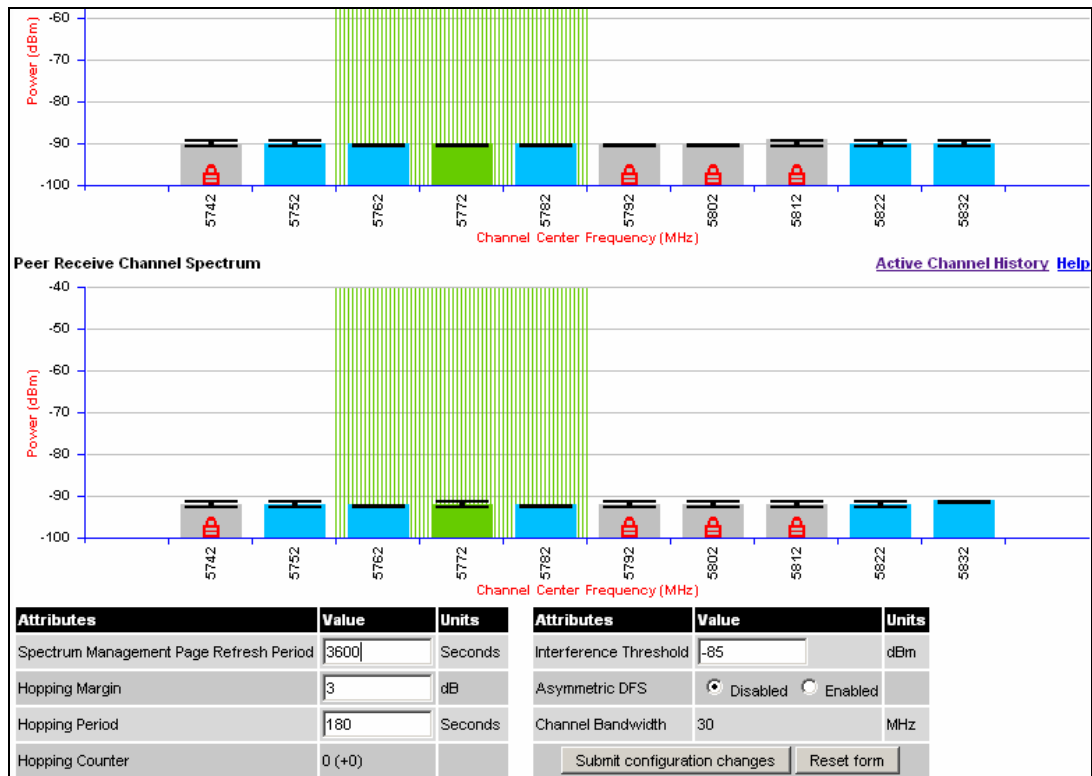 -60
-70
-80
-90
-100
Power (dBm)
5742 5752 5762 5772 5782 5792 5802 5812 5822 5832
Channel Center Frequency (MHz)
Peer Receive Channel Spectrum Active Channel History Help
-40
-50
-60
-70
-80
-90
-100
Power (dBm)
5742 5752 5762 5772 5782 5792 5802 5812 5822 5832
Channel Center Frequency (MHz)
Attributes Value Units Attributes Value Units
Spectrum Management Page Refresh Period 3600 Seconds Interference Threshold -85 dBm
Hopping Margin 3 dB Asymmetric DFS Disabled Enabled
Hopping Period 180 Seconds Channel Bandwidth 30 MHz
Hopping Counter 0 (+0) Submit configuration changes Reset form